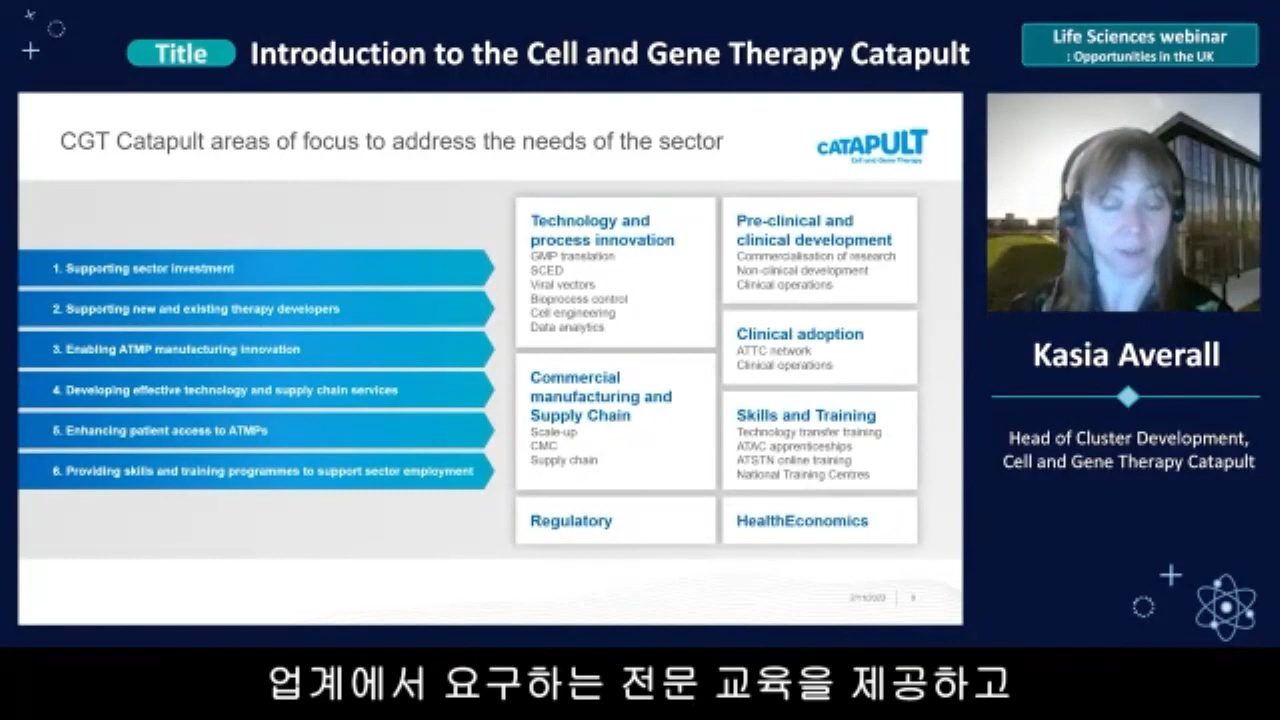 Title
Introduction to the Cell and Gene Therapy Catapult
Life Sciences webinar
: Opportunities in the UK
CGT Catapult areas of focus to address the needs of the sector
CATAPULT
Cell and Gene Therapy
1. Supporting sector investment
2. Supporting new and existing therapy developers
3. Enabling ATMP manufacturing innovation
4. Developing effective technology and supply chain services
5. Enhancing patient access to ATMPs
6. Providing skills and training programmes to support sector employment
Technology and
process innovation
GMP translation
SCED
Viral vectors
Bioprocess control
Cell engineering
Data analytics
Commercial
manufacturing and
Supply Chain
Scale-up
CMC
Supply chain
Regulatory
Pre-clinical and
clinical development
Commercialisation of research
Non-clinical development
Clinical operations
Clinical adoption
ATTC network
Clinical operations
Skills and Training
Technology transfer training
ATAC apprenticeships
ATSTN online training
National Training Centres
HealthEconomics
Kasia Averall
Head of Cluster Development,
Cell and Gene Therapy Catapult
업계에서 요구하는 전문 교육을 제공하고